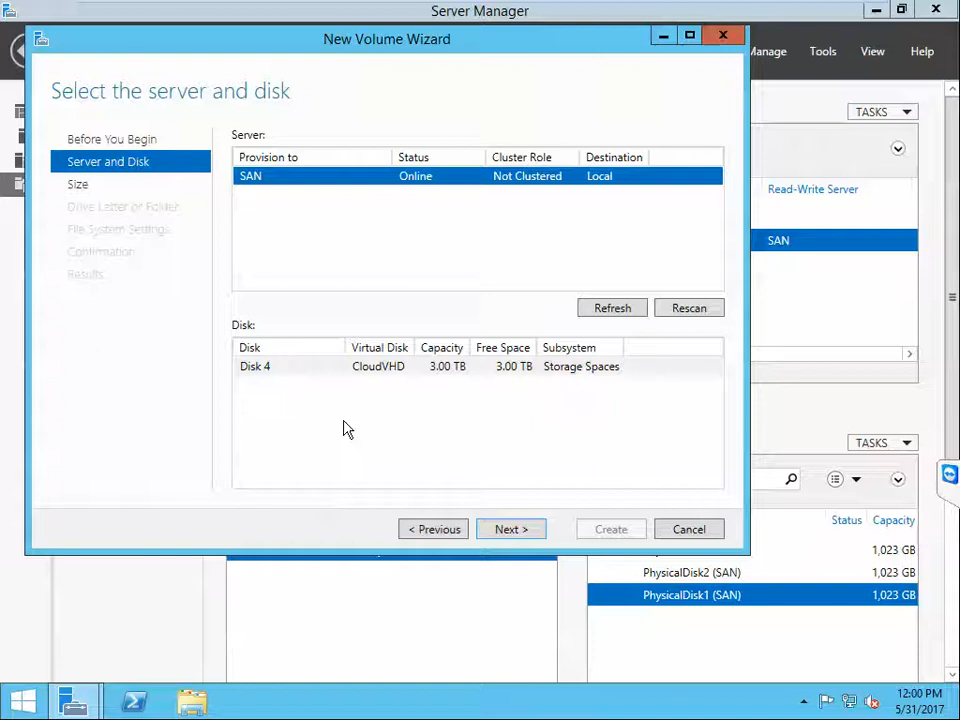 Server Manager
New Volume Wizard
Manage Tools View Help
Select the server and disk
Before You Begin
Server and Disk
Size
Drive Letter or Folder
File System Setting...
Confirmation
Results
Server:
Provision to Status Cluster Role Destination
SAN Online Not Clustered Local
Refresh Rescan
Disk:
Disk Virtual Disk Capacity Free Space Subsystem
Disk 4 CloudVHD 3.00 TB 3.00 TB Storage Spaces
< Previous Next > Create Cancel
TASKS
Read-Write Server
SAN
TASKS
Status Capacity
1,023 GB
PhysicalDisk2 (SAN) 1,023 GB
PhysicalDisk1 (SAN) 1,023 GB
12:00 PM
5/31/2017